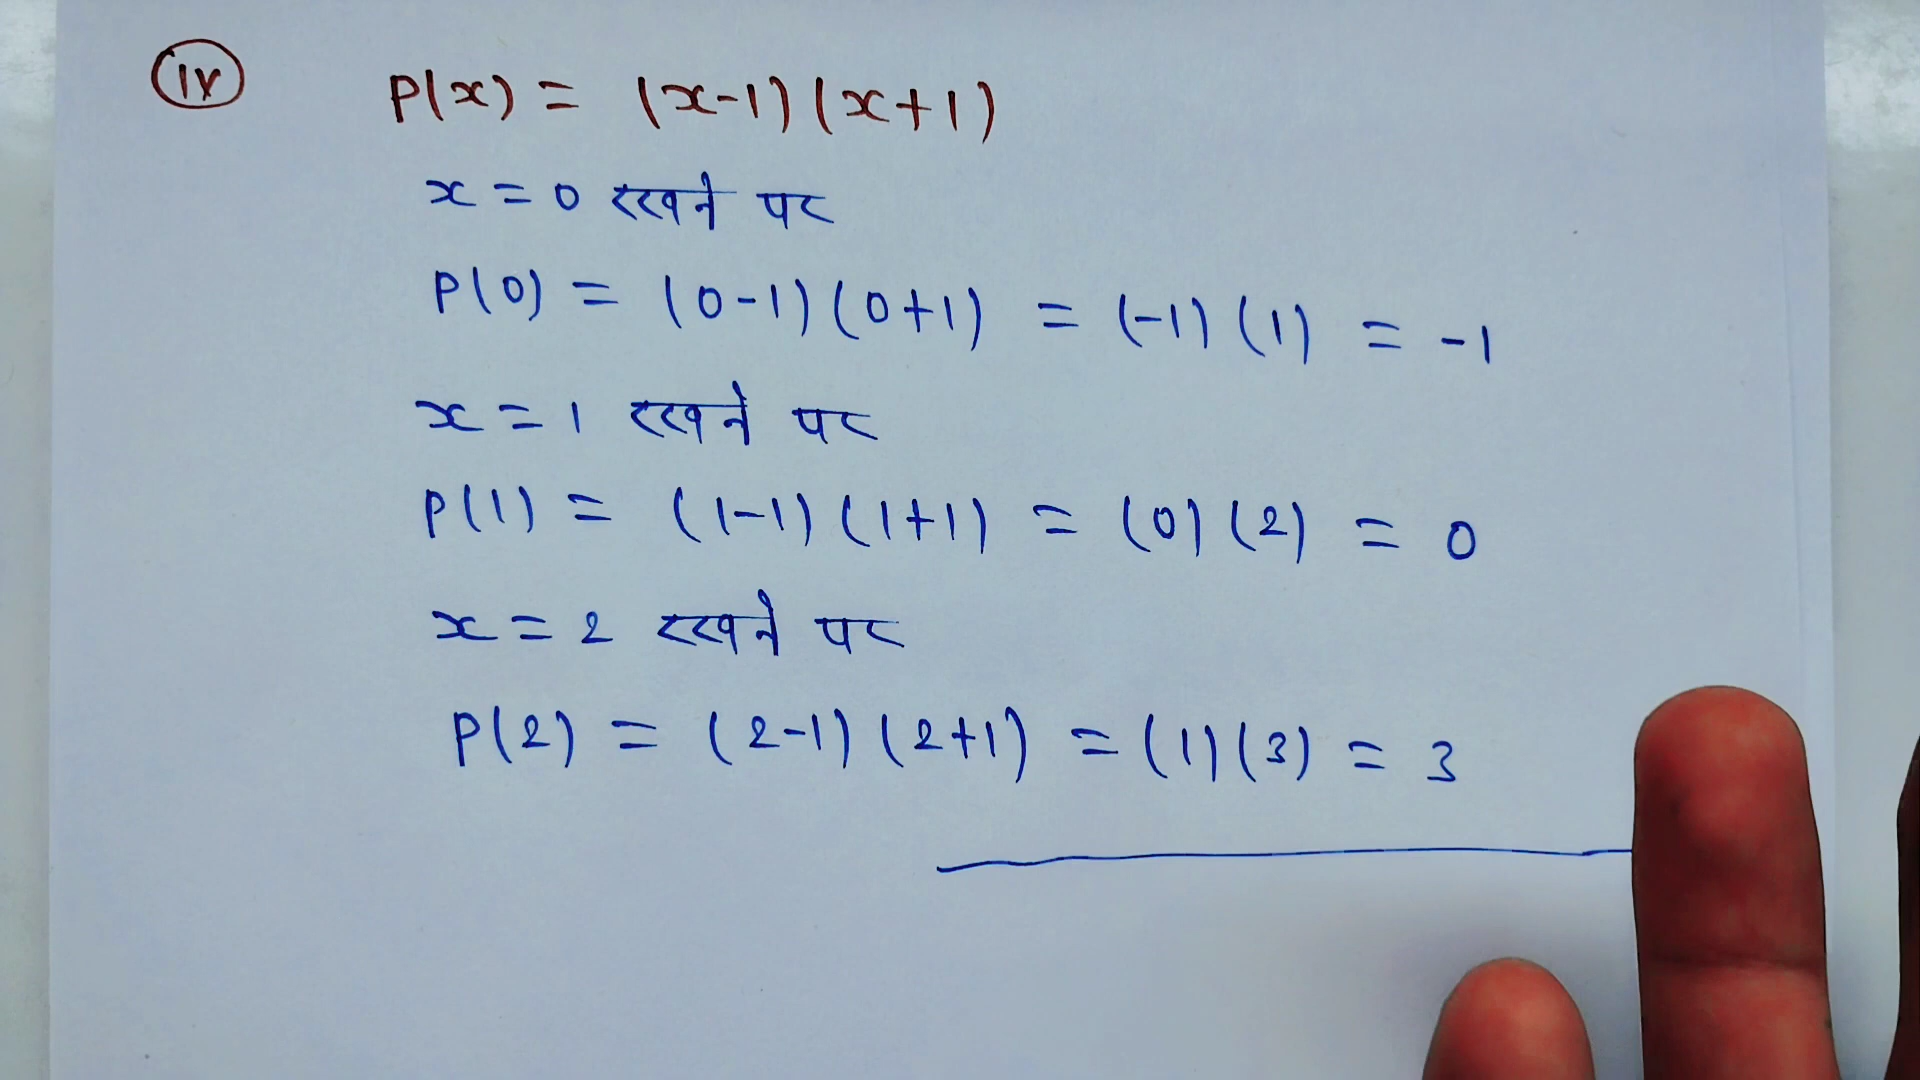 (iv) P(x) = (x-1)(x+1)
x = 0 रखने पर
P(0) = (0-1)(0+1) = (-1)(1) = -1
x = 1 रखने पर
P(1) = (1-1)(1+1) = (0)(2) = 0
x = 2 रखने पर
P(2) = (2-1)(2+1) = (1)(3) = 3